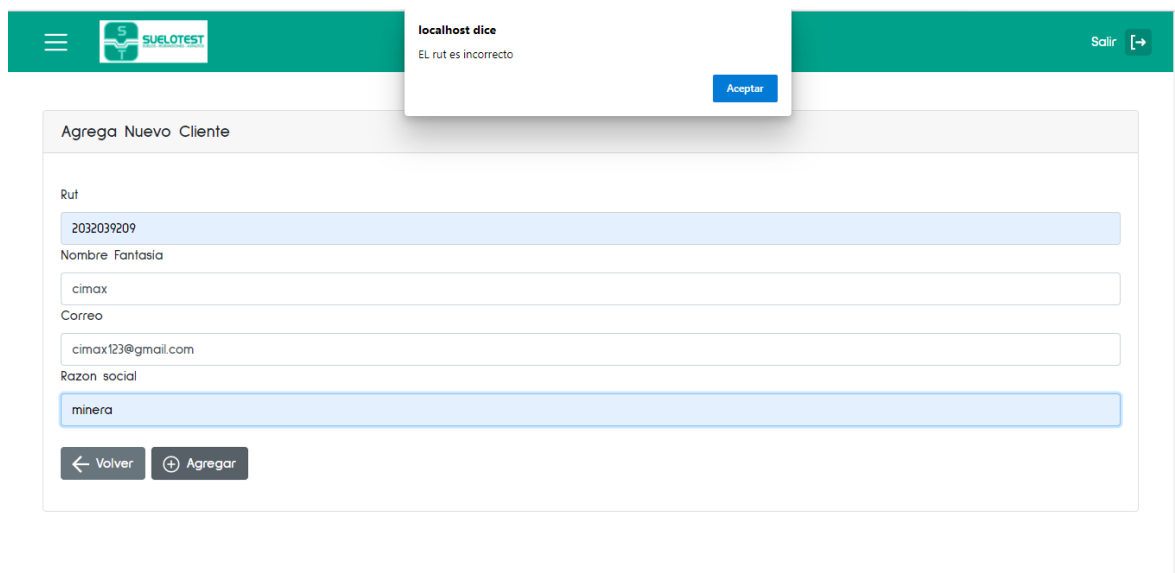 localhost dice
EL rut es incorrecto
Aceptar
S
T
SUELOTEST
Salir
Agrega Nuevo Cliente
Rut
2032039209
Nombre Fantasia
cimax
Correo
cimax123@gmail.com
Razon social
minera
Volver
Agregar